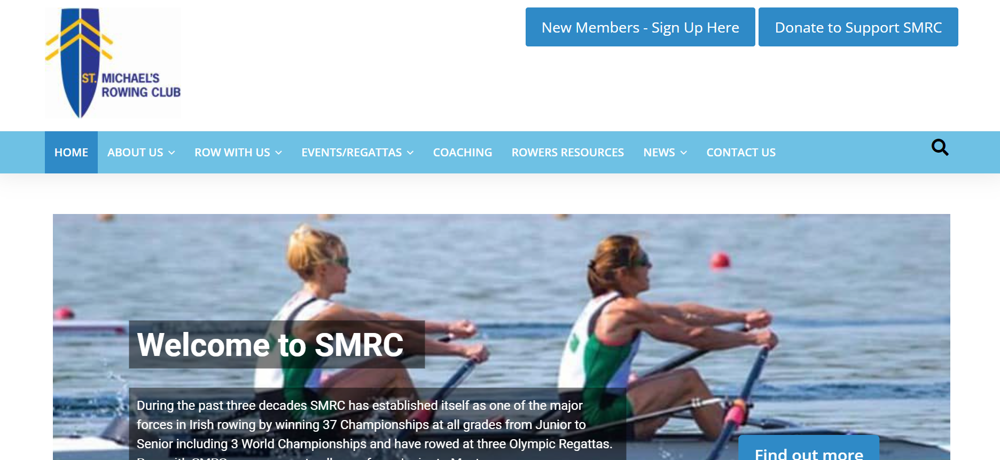 ST. MICHAEL'S
ROWING CLUB
New Members - Sign Up Here
Donate to Support SMRC
HOME
ABOUT US
ROW WITH US
EVENTS/REGATTAS
COACHING
ROWERS RESOURCES
NEWS
CONTACT US
Welcome to SMRC
During the past three decades SMRC has established itself as one of the major
forces in Irish rowing by winning 37 Championships at all grades from Junior to
Senior including 3 World Championships and have rowed at three Olympic Regattas.
Find out more